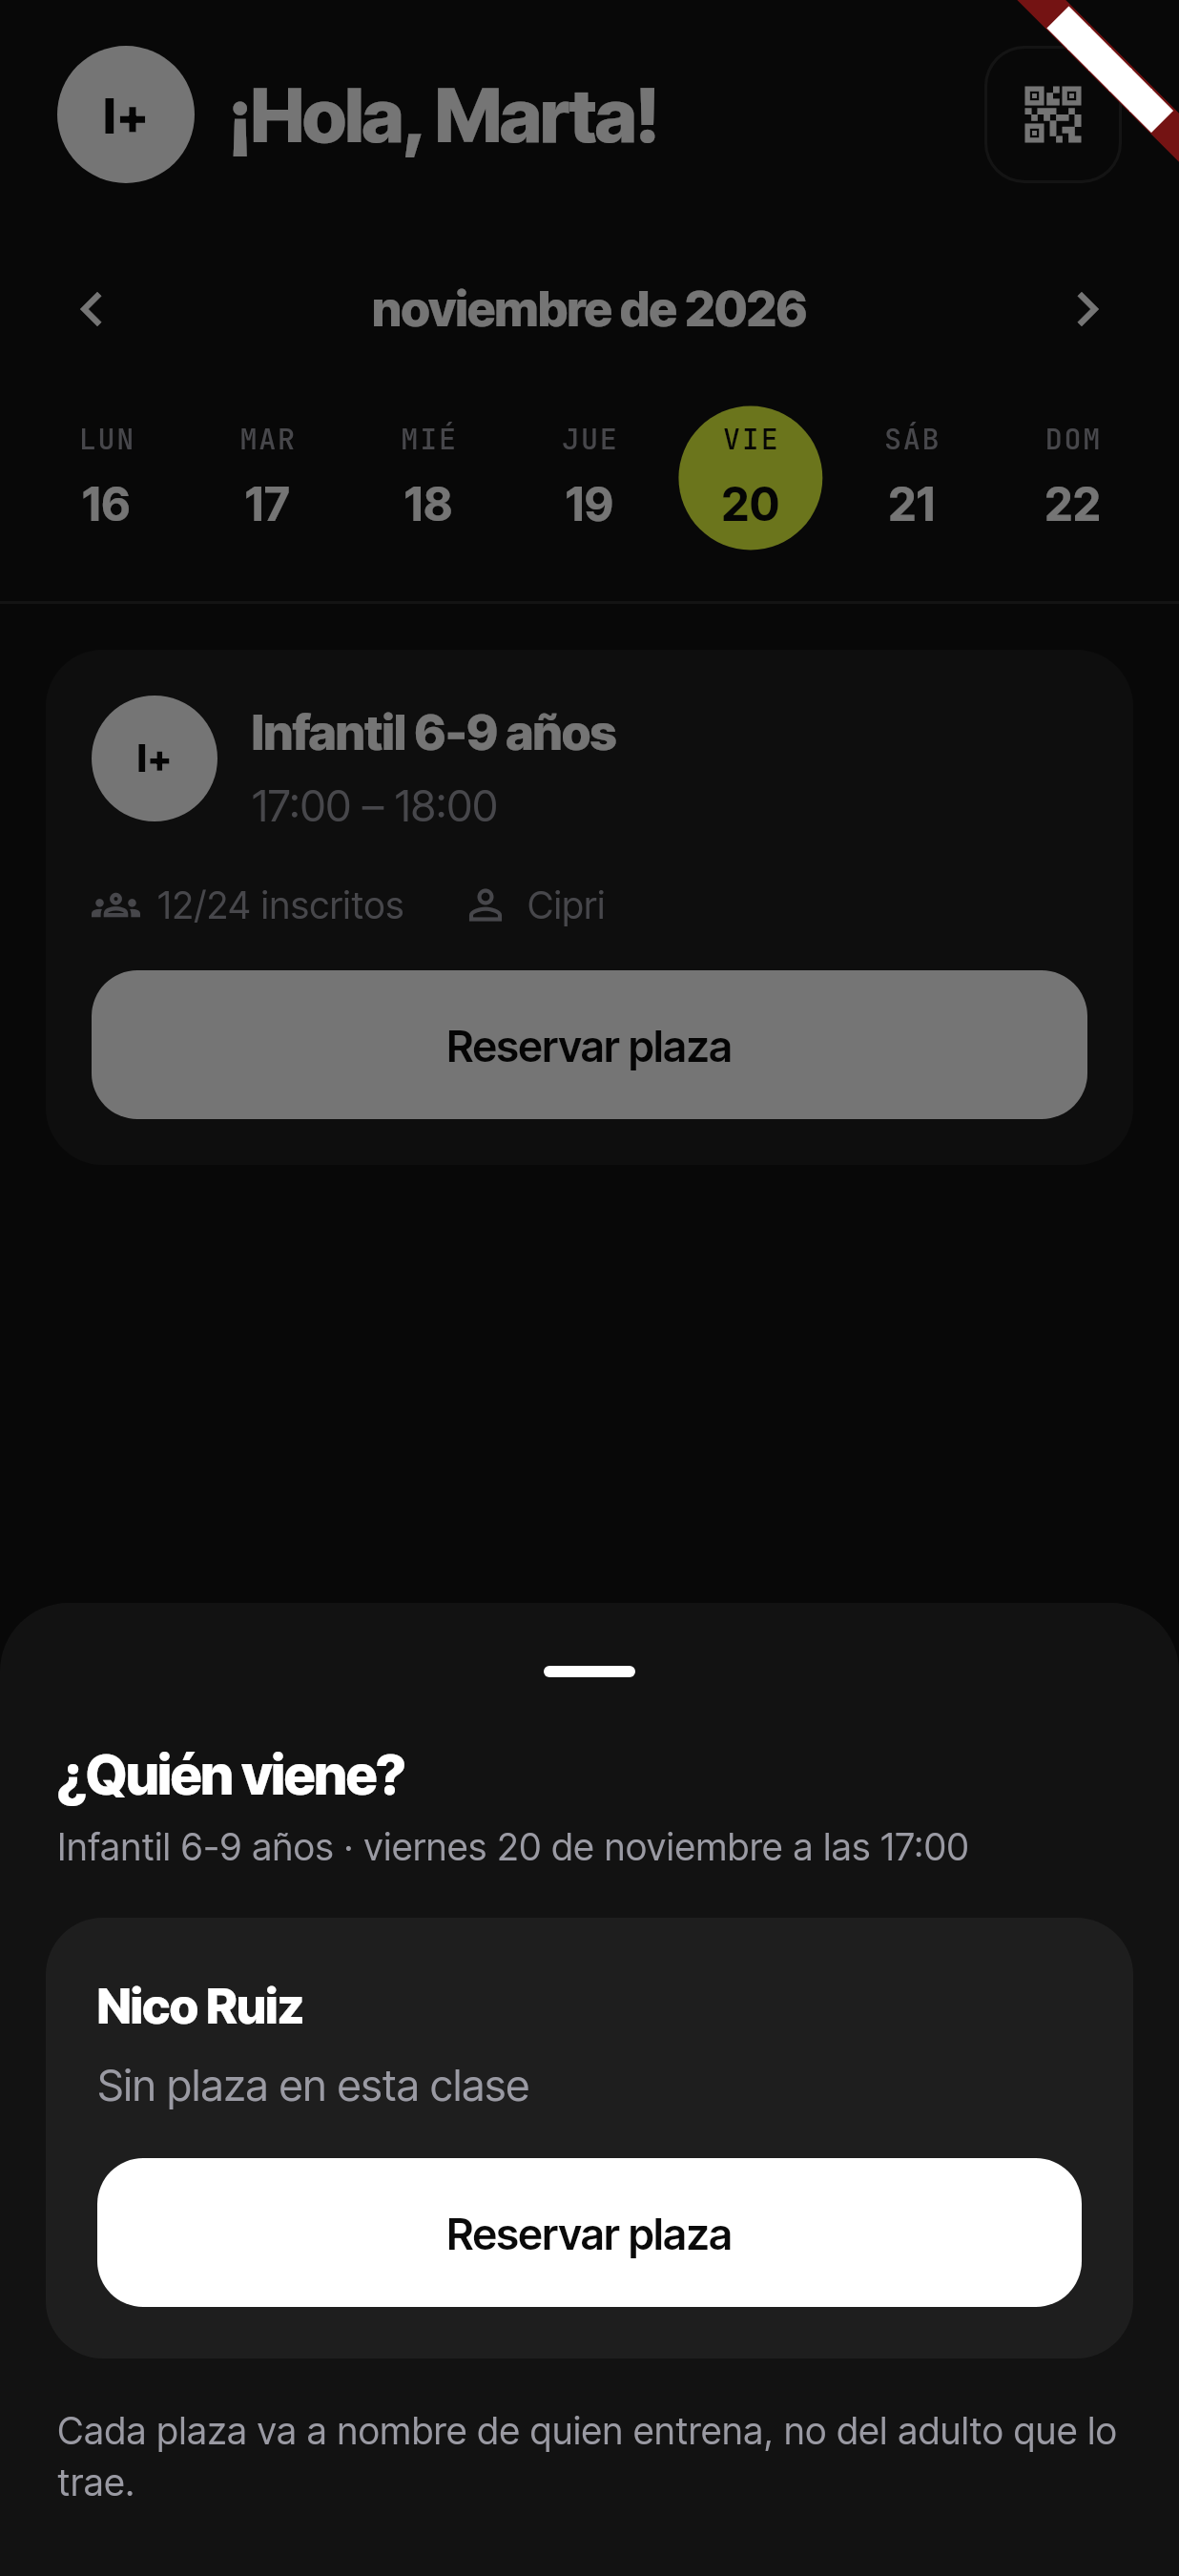 I+
¡Hola, Marta!
noviembre de 2026
LUN MAR MIÉ JUE VIE SÁB DOM
16 17 18 19 20 21 22
I+
Infantil 6-9 años
17:00 – 18:00
12/24 inscritos Cipri
Reservar plaza
¿Quién viene?
Infantil 6-9 años · viernes 20 de noviembre a las 17:00
Nico Ruiz
Sin plaza en esta clase
Reservar plaza
Cada plaza va a nombre de quien entrena, no del adulto que lo
trae.